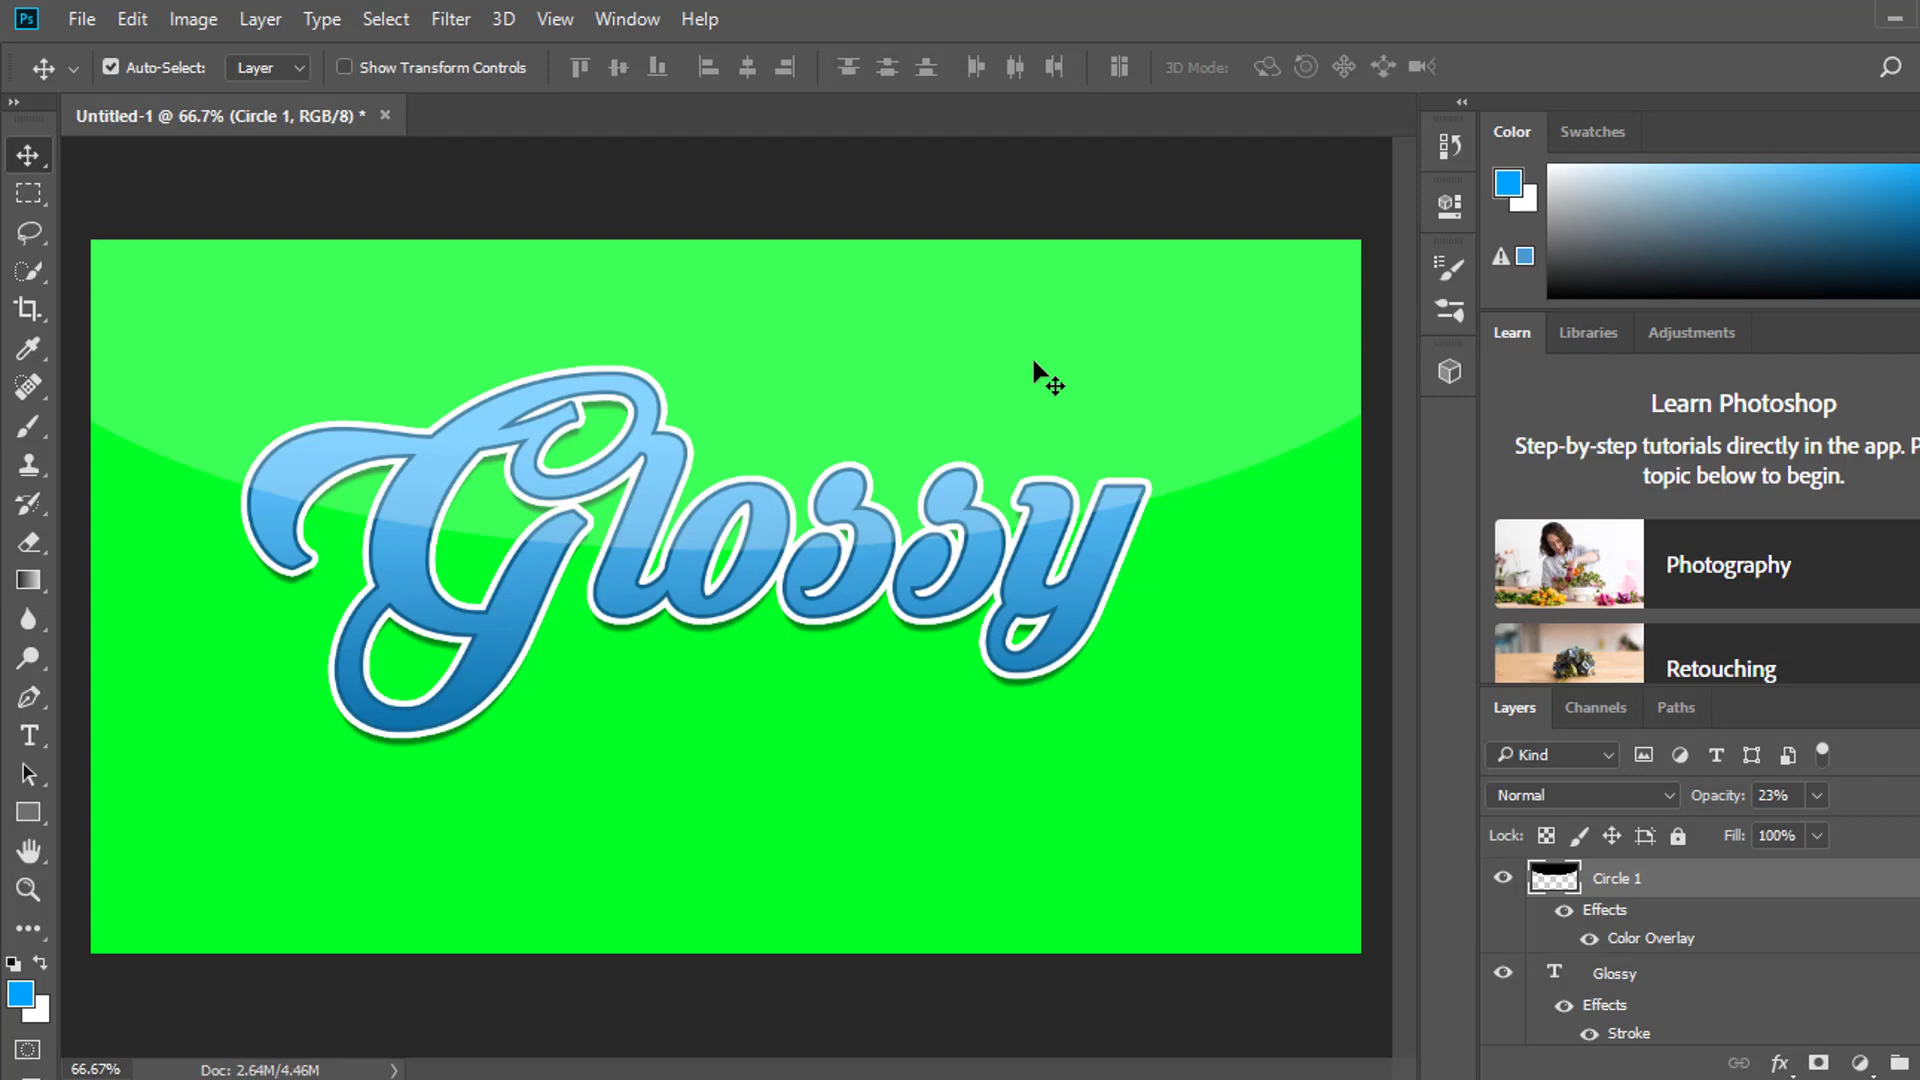 Ps File Edit Image Layer Type Select Filter 3D View Window Help
Auto-Select: Layer Show Transform Controls 3D Mode:
Untitled-1 @ 66.7% (Circle 1, RGB/8) * ×
Color Swatches
Learn Libraries Adjustments
Learn Photoshop
Step-by-step tutorials directly in the app. P
topic below to begin.
Glossy
Photography
Retouching
Layers Channels Paths
Kind
Normal Opacity: 23%
Lock: Fill: 100%
Circle 1
Effects
Color Overlay
T Glossy
Effects
Stroke
66.67% Doc: 2.64M/4.46M
fx